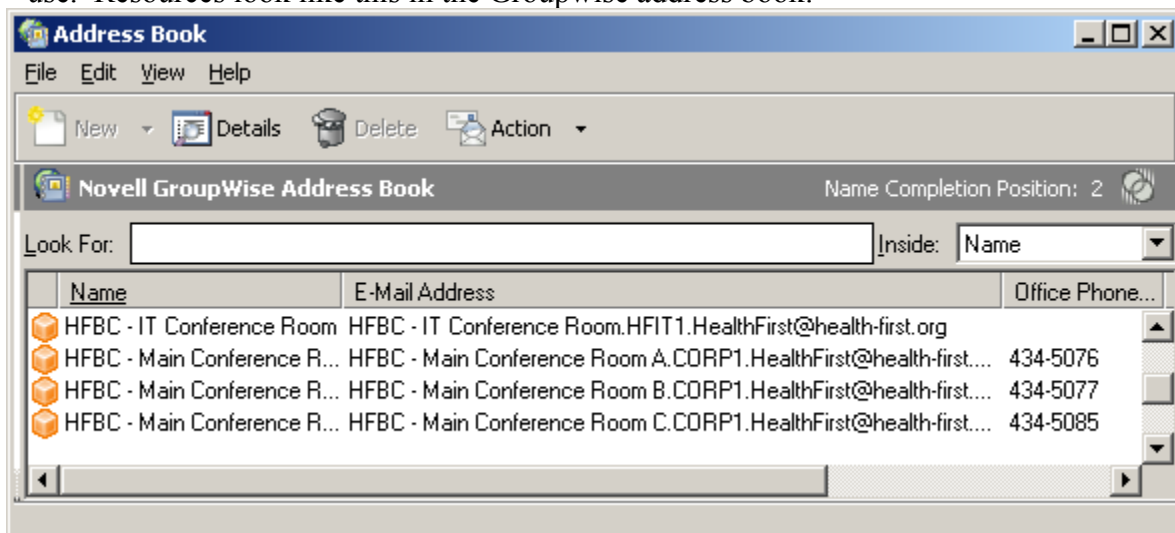 use. Resources look like this in the Groupwise address book:
Address Book
File Edit View Help
New Details Delete Action
Novell GroupWise Address Book Name Completion Position: 2
Look For: Inside: Name
Name E-Mail Address Office Phone...
HFBC - IT Conference Room HFBC - IT Conference Room.HFIT1.HealthFirst@health-first.org
HFBC - Main Conference R... HFBC - Main Conference Room A.CORP1.HealthFirst@health-first.... 434-5076
HFBC - Main Conference R... HFBC - Main Conference Room B.CORP1.HealthFirst@health-first.... 434-5077
HFBC - Main Conference R... HFBC - Main Conference Room C.CORP1.HealthFirst@health-first.... 434-5085